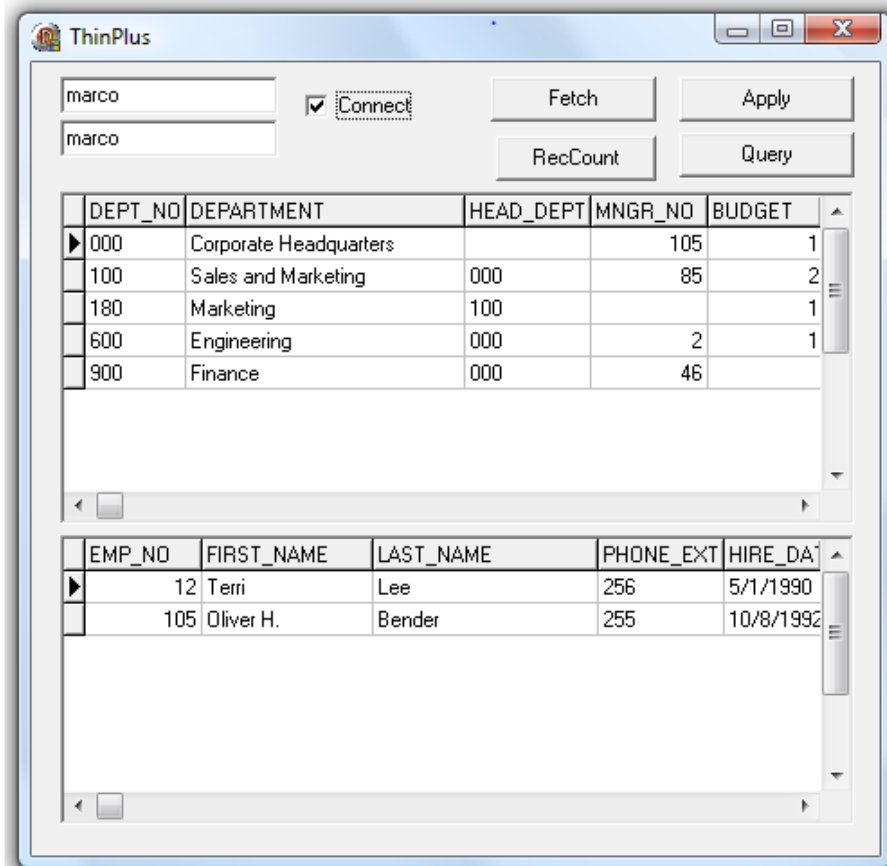 ThinPlus
marco Connect Fetch Apply
marco RecCount Query
DEPT_NO DEPARTMENT HEAD_DEPT MNGR_NO BUDGET
000 Corporate Headquarters 105 1
100 Sales and Marketing 000 85 2
180 Marketing 100 1
600 Engineering 000 2 1
900 Finance 000 46
EMP_NO FIRST_NAME LAST_NAME PHONE_EXT HIRE_DAT
12 Terri Lee 256 5/1/1990
105 Oliver H. Bender 255 10/8/1992